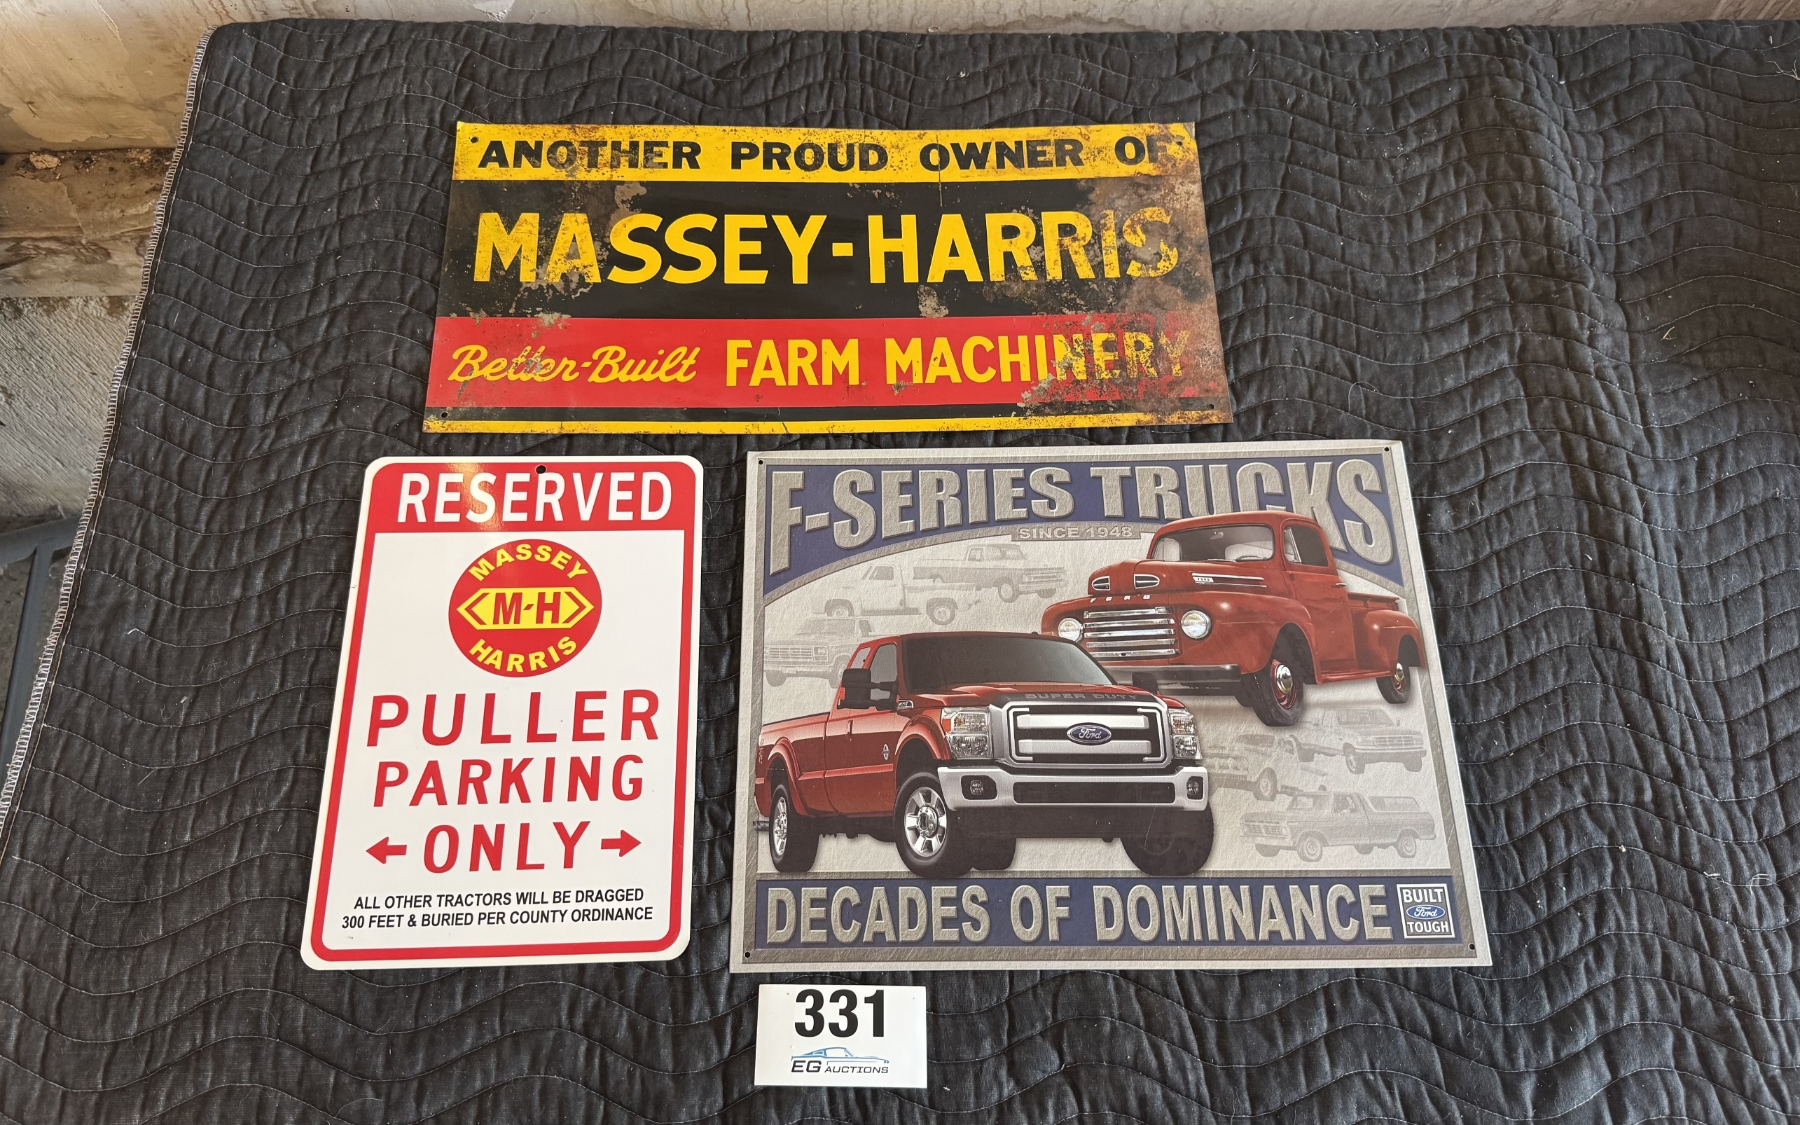 ANOTHER PROUD OWNER OF
MASSEY-HARRIS
Better-Built FARM MACHINERY
RESERVED
MASSEY
M-H
HARRIS
PULLER
PARKING
←ONLY→
ALL OTHER TRACTORS WILL BE DRAGGED
300 FEET & BURIED PER COUNTY ORDINANCE
F-SERIES TRUCKS
SINCE 1948
FORD
SUPER DUTY
Ford
DECADES OF DOMINANCE
BUILT
Ford
TOUGH
331
EG AUCTIONS